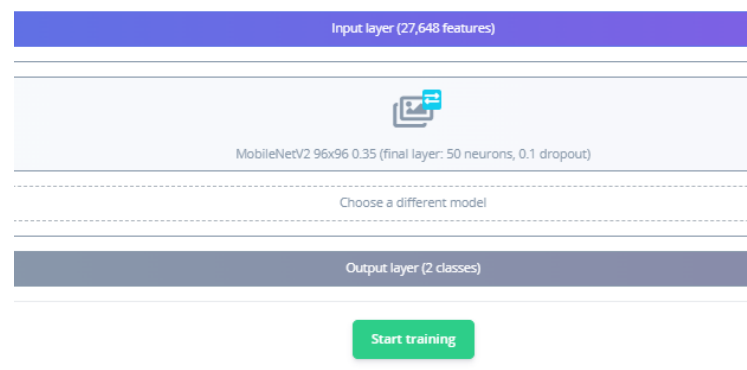 Input layer (27,648 features)
MobileNetV2 96x96 0.35 (final layer: 50 neurons, 0.1 dropout)
Choose a different model
Output layer (2 classes)
Start training